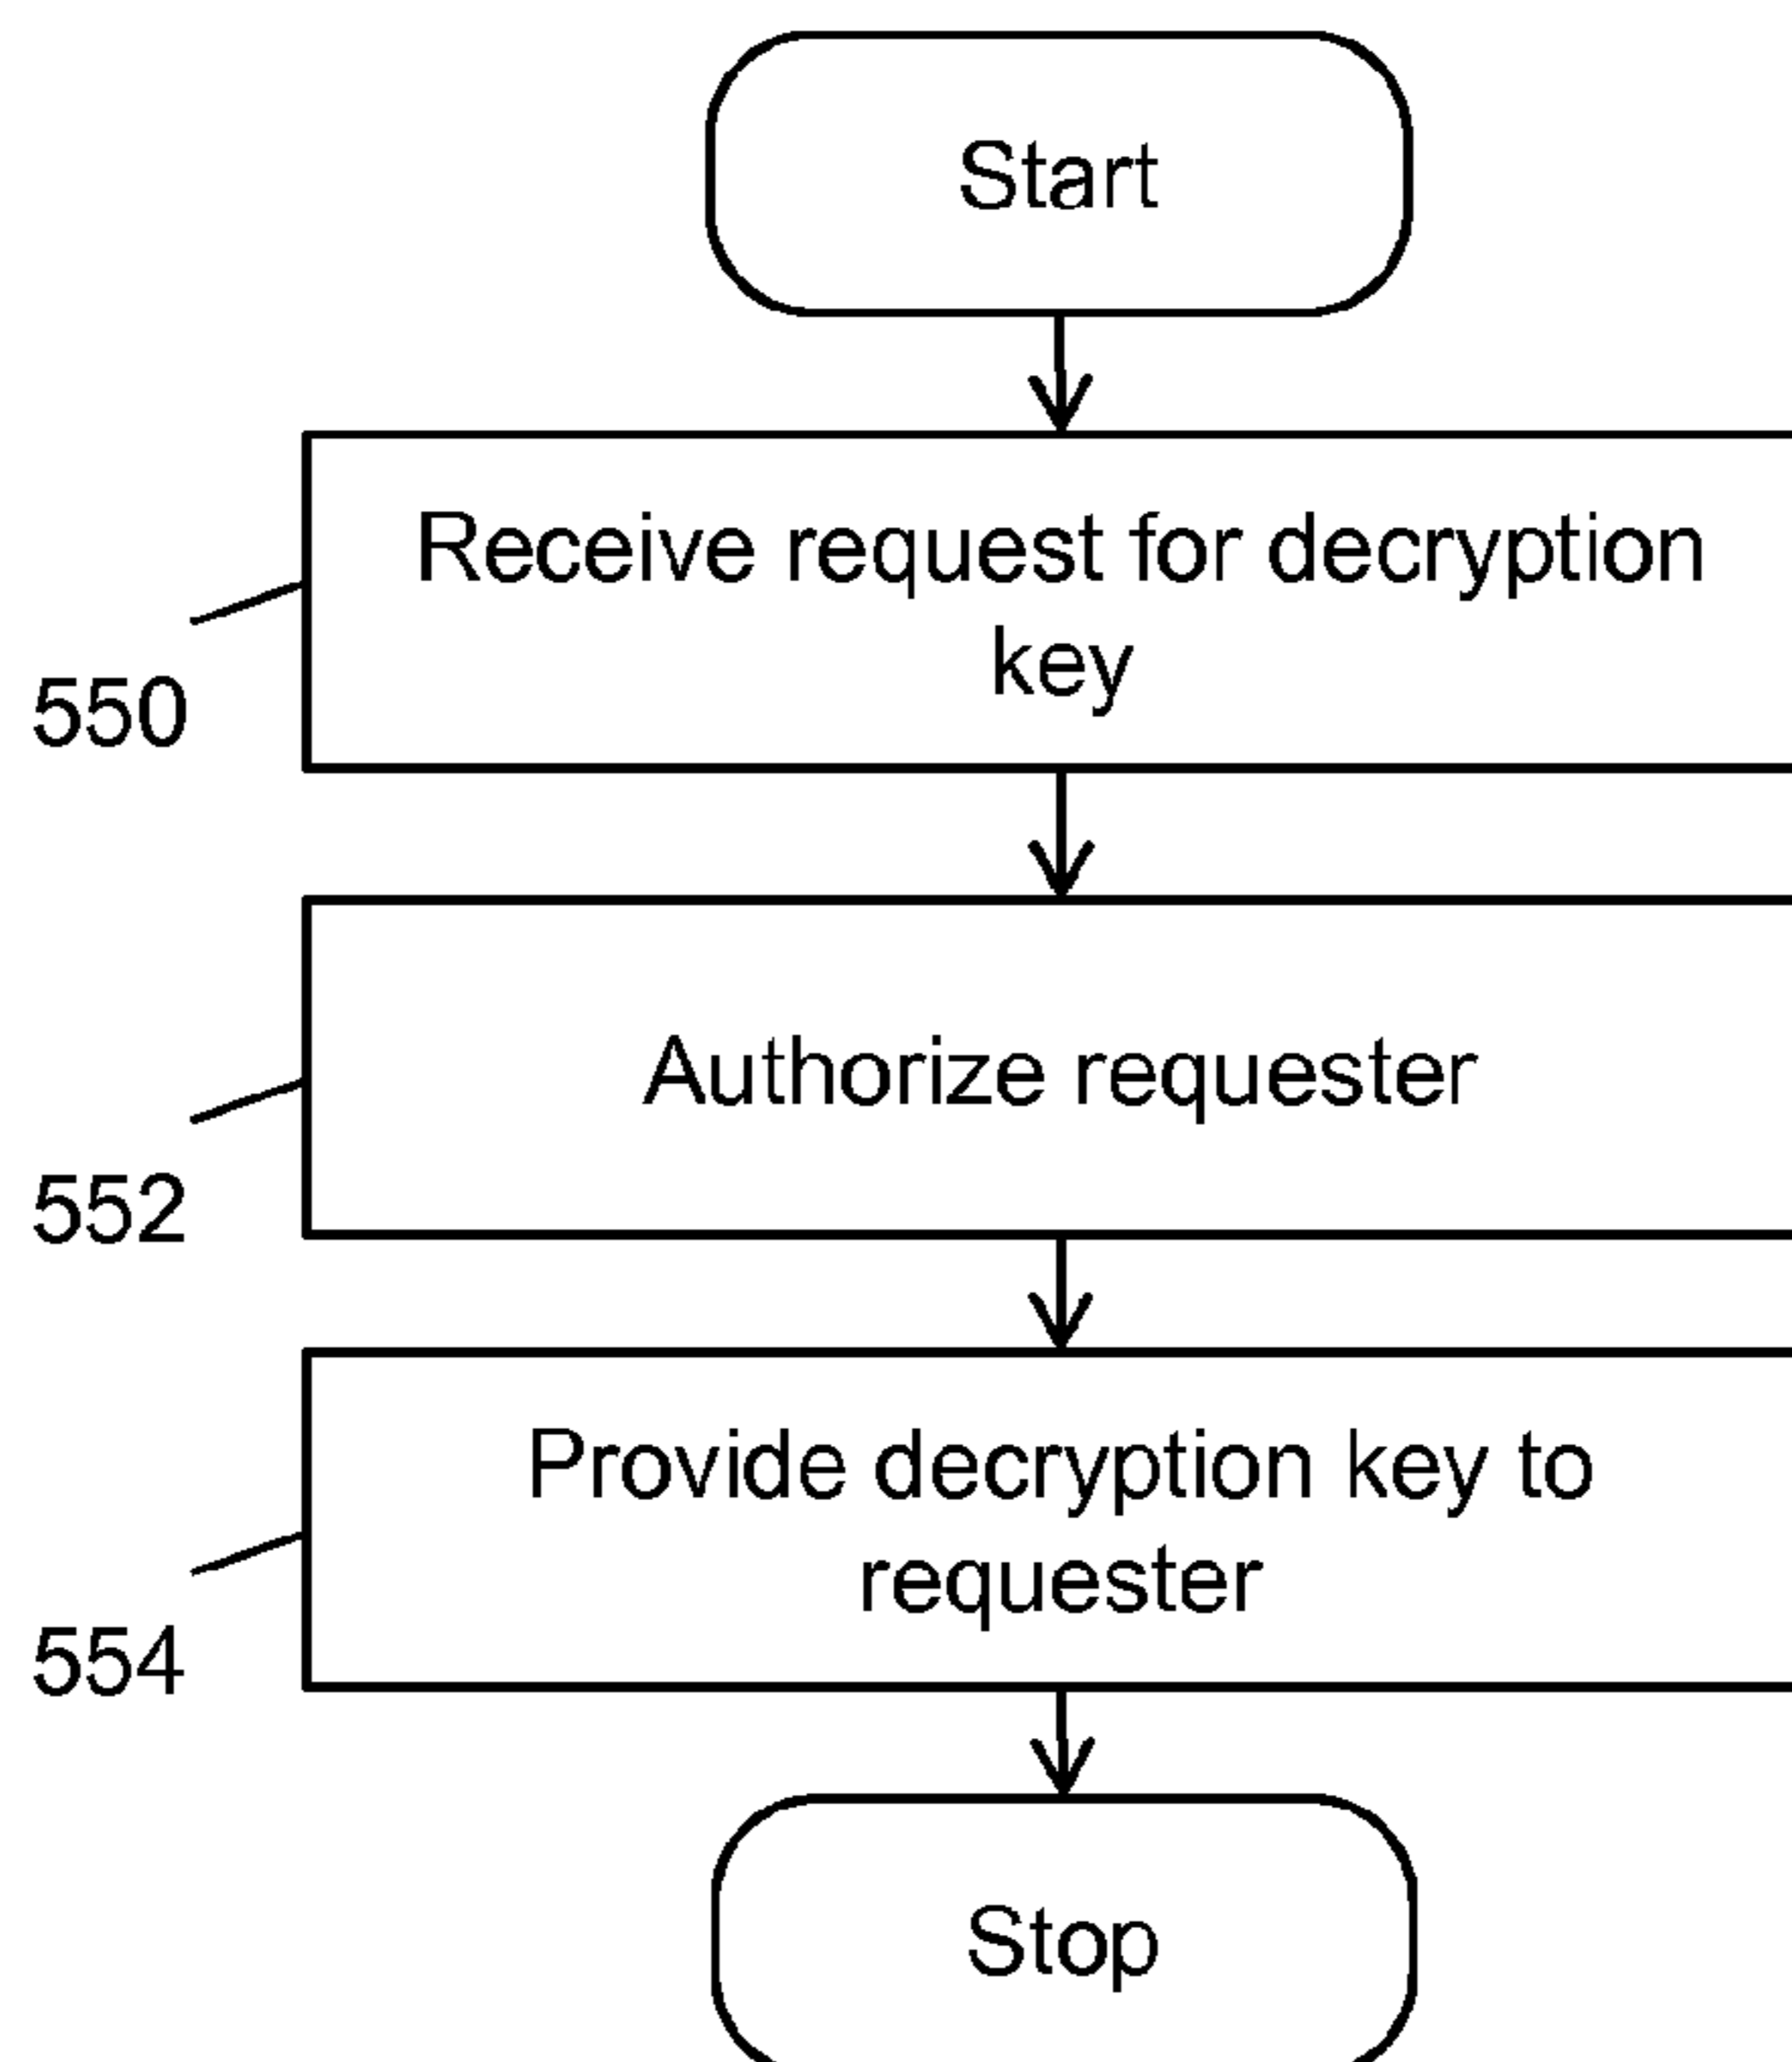 Start
Receive request for decryption
key
550
Authorize requester
552
Provide decryption key to
requester
554
Stop